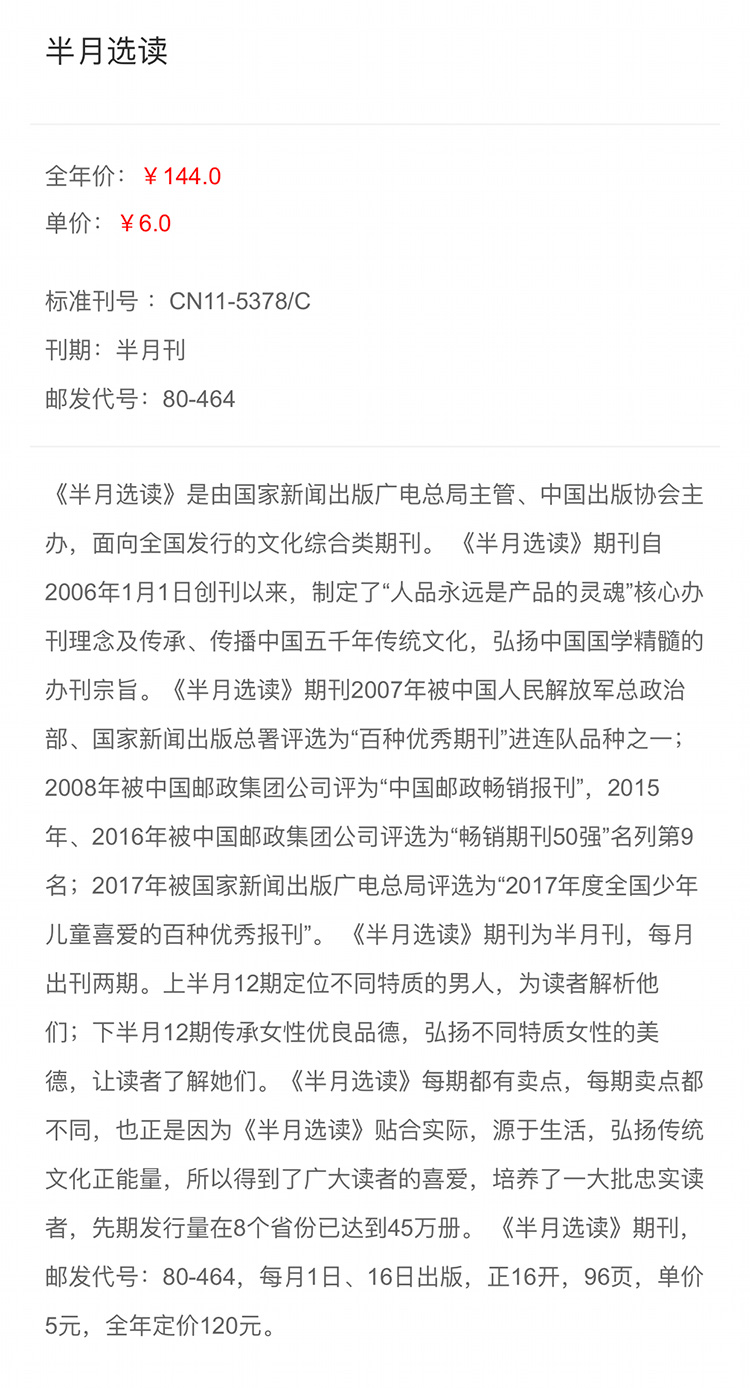 半月选读
全年价：￥144.0
单价：￥6.0
标准刊号 ：CN11-5378/C
刊期：半月刊
邮发代号：80-464
《半月选读》是由国家新闻出版广电总局主管、中国出版协会主
办，面向全国发行的文化综合类期刊。 《半月选读》期刊自
2006年1月1日创刊以来，制定了“人品永远是产品的灵魂”核心办
刊理念及传承、传播中国五千年传统文化，弘扬中国国学精髓的
办刊宗旨。《半月选读》期刊2007年被中国人民解放军总政治
部、国家新闻出版总署评选为“百种优秀期刊”进连队品种之一；
2008年被中国邮政集团公司评为“中国邮政畅销报刊”，2015
年、2016年被中国邮政集团公司评选为“畅销期刊50强”名列第9
名；2017年被国家新闻出版广电总局评选为“2017年度全国少年
儿童喜爱的百种优秀报刊”。 《半月选读》期刊为半月刊，每月
出刊两期。上半月12期定位不同特质的男人，为读者解析他
们；下半月12期传承女性优良品德，弘扬不同特质女性的美
德，让读者了解她们。《半月选读》每期都有卖点，每期卖点都
不同，也正是因为《半月选读》贴合实际，源于生活，弘扬传统
文化正能量，所以得到了广大读者的喜爱，培养了一大批忠实读
者，先期发行量在8个省份已达到45万册。 《半月选读》期刊，
邮发代号：80-464，每月1日、16日出版，正16开，96页，单价
5元，全年定价120元。